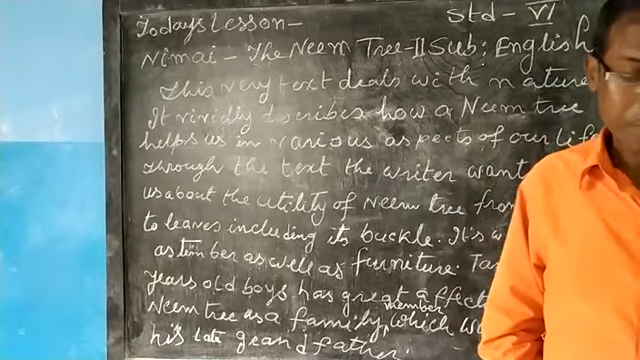 Todays Lesson - Std - VI
Nimai - The Neem Tree-II Sub: English
This very text deals with nature
It vividly describes how a Neem tree
helps us in various aspects of our life
through the text the writer want
us about the utility of Neem tree from
to leaves including its buckle. It's
as timber as well as furniture.
years old boys has great affect
Neem tree as a family member, which
his late grandfather.